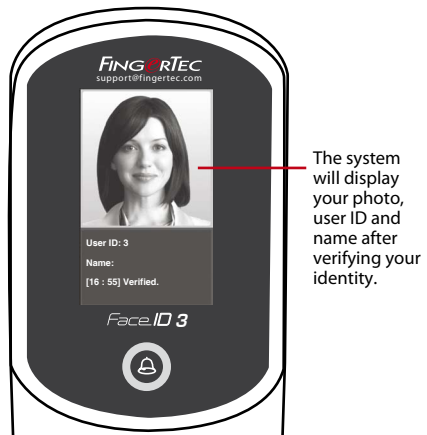 FINGERTEC
support@fingertec.com
User ID: 3
Name:
[16 : 55] Verified.
Face ID 3
The system
will display
your photo,
user ID and
name after
verifying your
identity.